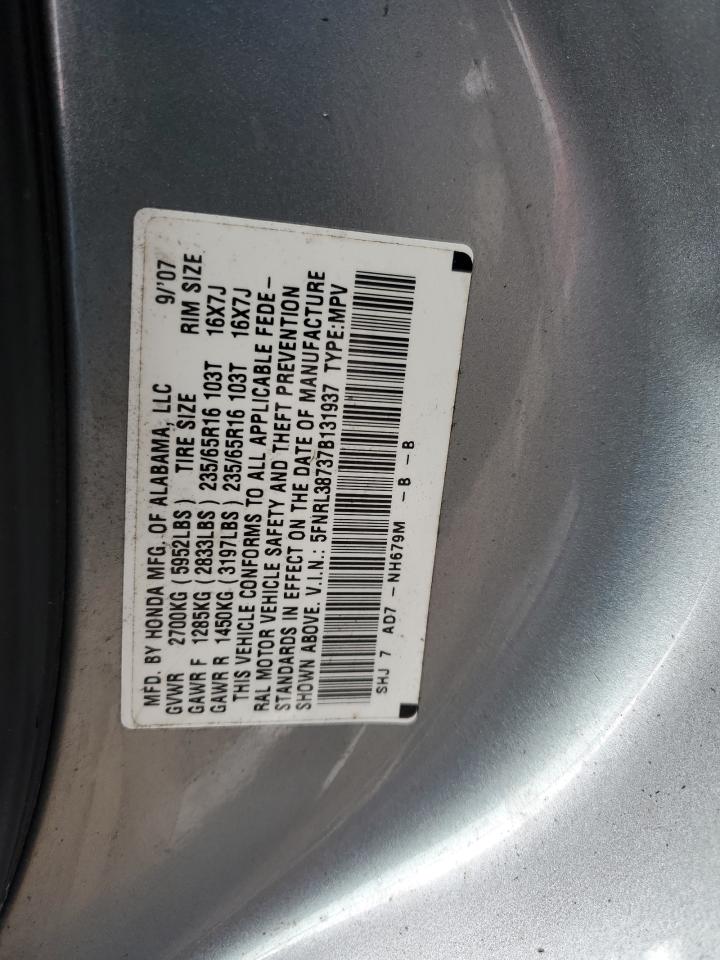 MFD. BY HONDA MFG. OF ALABAMA, LLC 9/'07
GVWR 2700KG (5952LBS) TIRE SIZE RIM SIZE
GAWR F 1285KG (2833LBS) 235/65R16 103T 16X7J
GAWR R 1450KG (3197LBS) 235/65R16 103T 16X7J
THIS VEHICLE CONFORMS TO ALL APPLICABLE FEDE-
RAL MOTOR VEHICLE SAFETY AND THEFT PREVENTION
STANDARDS IN EFFECT ON THE DATE OF MANUFACTURE
SHOWN ABOVE. V.I.N.: 5FNRL38737B131937 TYPE:MPV
SHJ 7 AD7 -NH679M -B -B